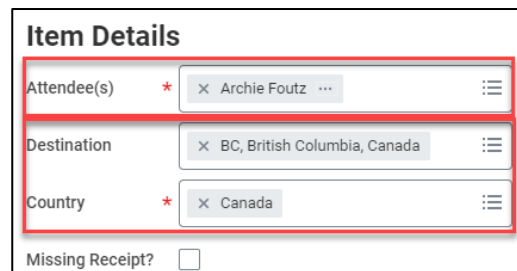 Item Details
Attendee(s) * × Archie Foutz ...
Destination × BC, British Columbia, Canada
Country * × Canada
Missing Receipt?